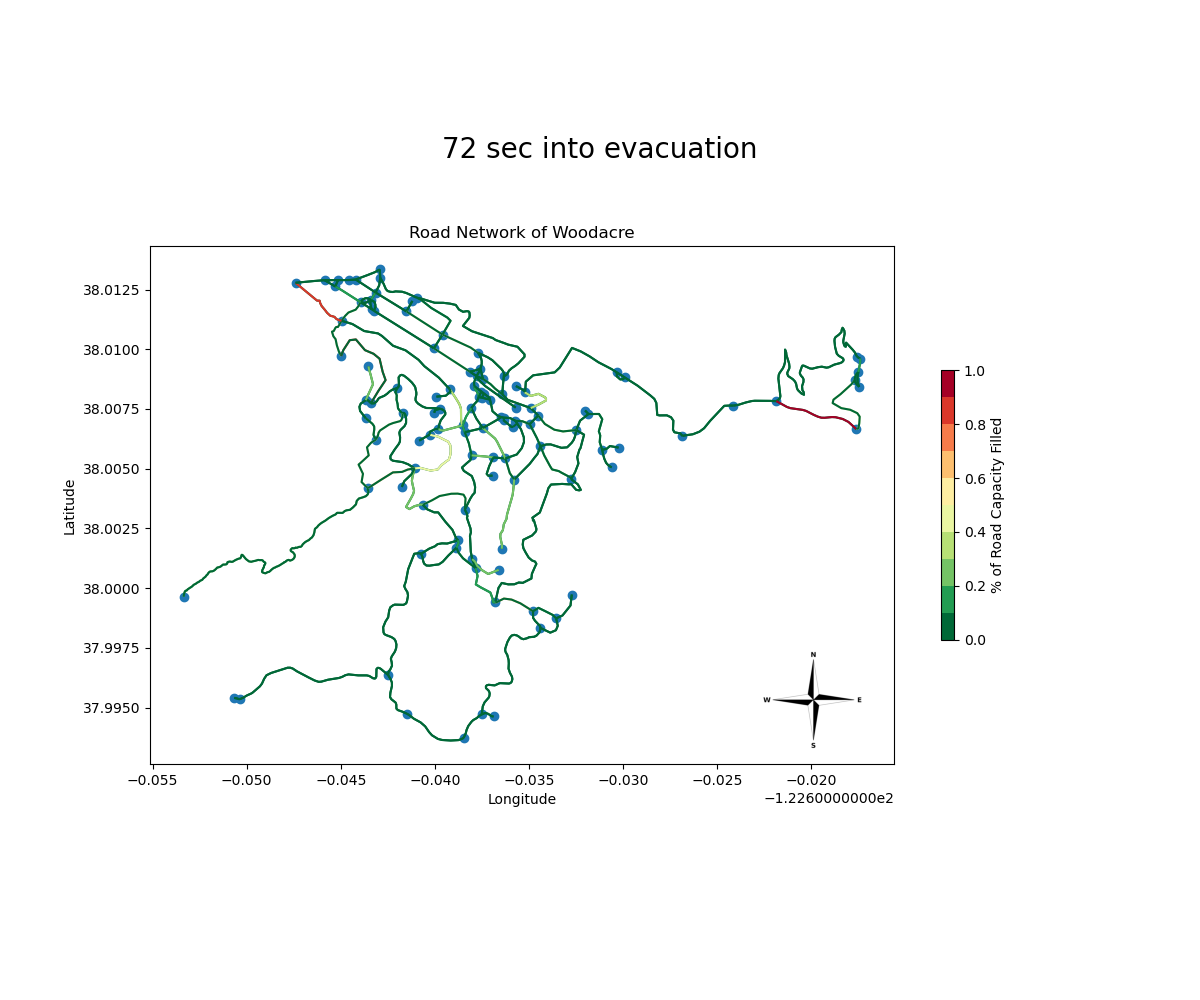 72 sec into evacuation
Road Network of Woodacre
38.0125
38.0100
38.0075
38.0050
38.0025
38.0000
37.9975
37.9950
Latitude
−0.055 −0.050 −0.045 −0.040 −0.035 −0.030 −0.025 −0.020
Longitude
−1.2260000000e2
N
W E
S
1.0
0.8
0.6
0.4
0.2
0.0
% of Road Capacity Filled